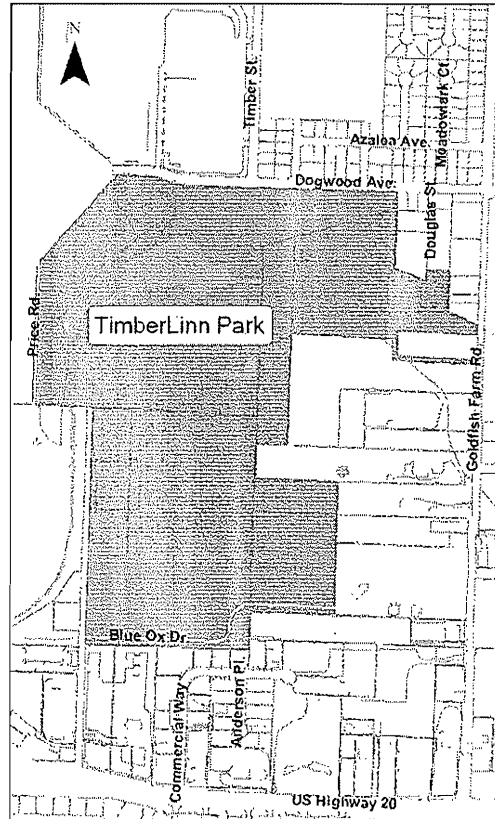 N
Timber St.
Meadowlark Ct.
Azalea Ave.
Dogwood Ave.
Douglas St.
Price Rd.
TimberLinn Park
Goldfish Farm Rd.
Blue Ox Dr.
Commercial Way
Anderson Pl.
US Highway 20